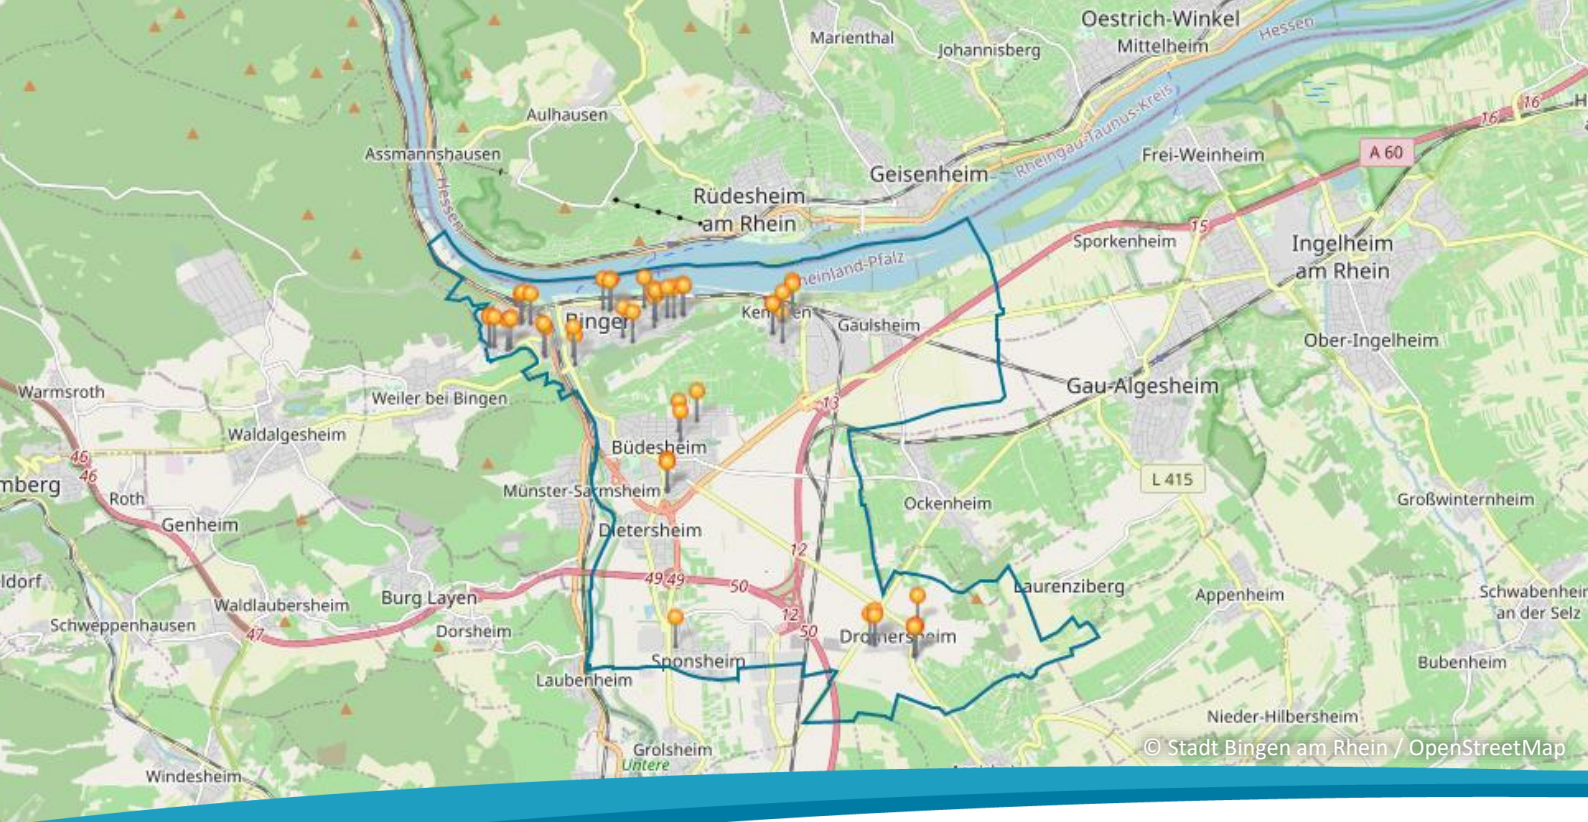 Oestrich-Winkel
Hessen
Marienthal
Mittelheim
Johannisberg
16
16
Aulhausen
Rheingau-Taunus-Kreis
Assmannshausen
A 60
Frei-Weinheim
Geisenheim
Hessen
Rüdesheim
am Rhein
15
Sporkenheim
Ingelheim
am Rhein
Rheinland-Pfalz
Bingen
Gaulsheim
Ober-Ingelheim
Gau-Algesheim
Warmsroth
Weiler bei Bingen
13
Waldalgesheim
Büdesheim
46
46
L 415
Münster-Sarmsheim
Roth
Ockenheim
Großwinternheim
Genheim
Dietersheim
12
49
49
50
Laurenziberg
Waldlaubersheim
Burg Layen
Appenheim
Schwabenheim
an der Selz
12
Schweppenhausen
47
Dorsheim
50
Dromersheim
Sponsheim
Bubenheim
Laubenheim
Nieder-Hilbersheim
Grolsheim
© Stadt Bingen am Rhein / OpenStreetMap
Untere
Windesheim